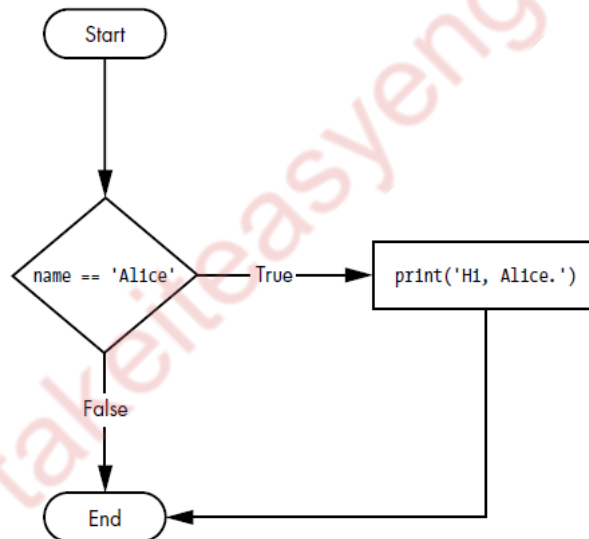 Start
name == 'Alice'
True
print('Hi, Alice.')
False
End
takeiteasyeng